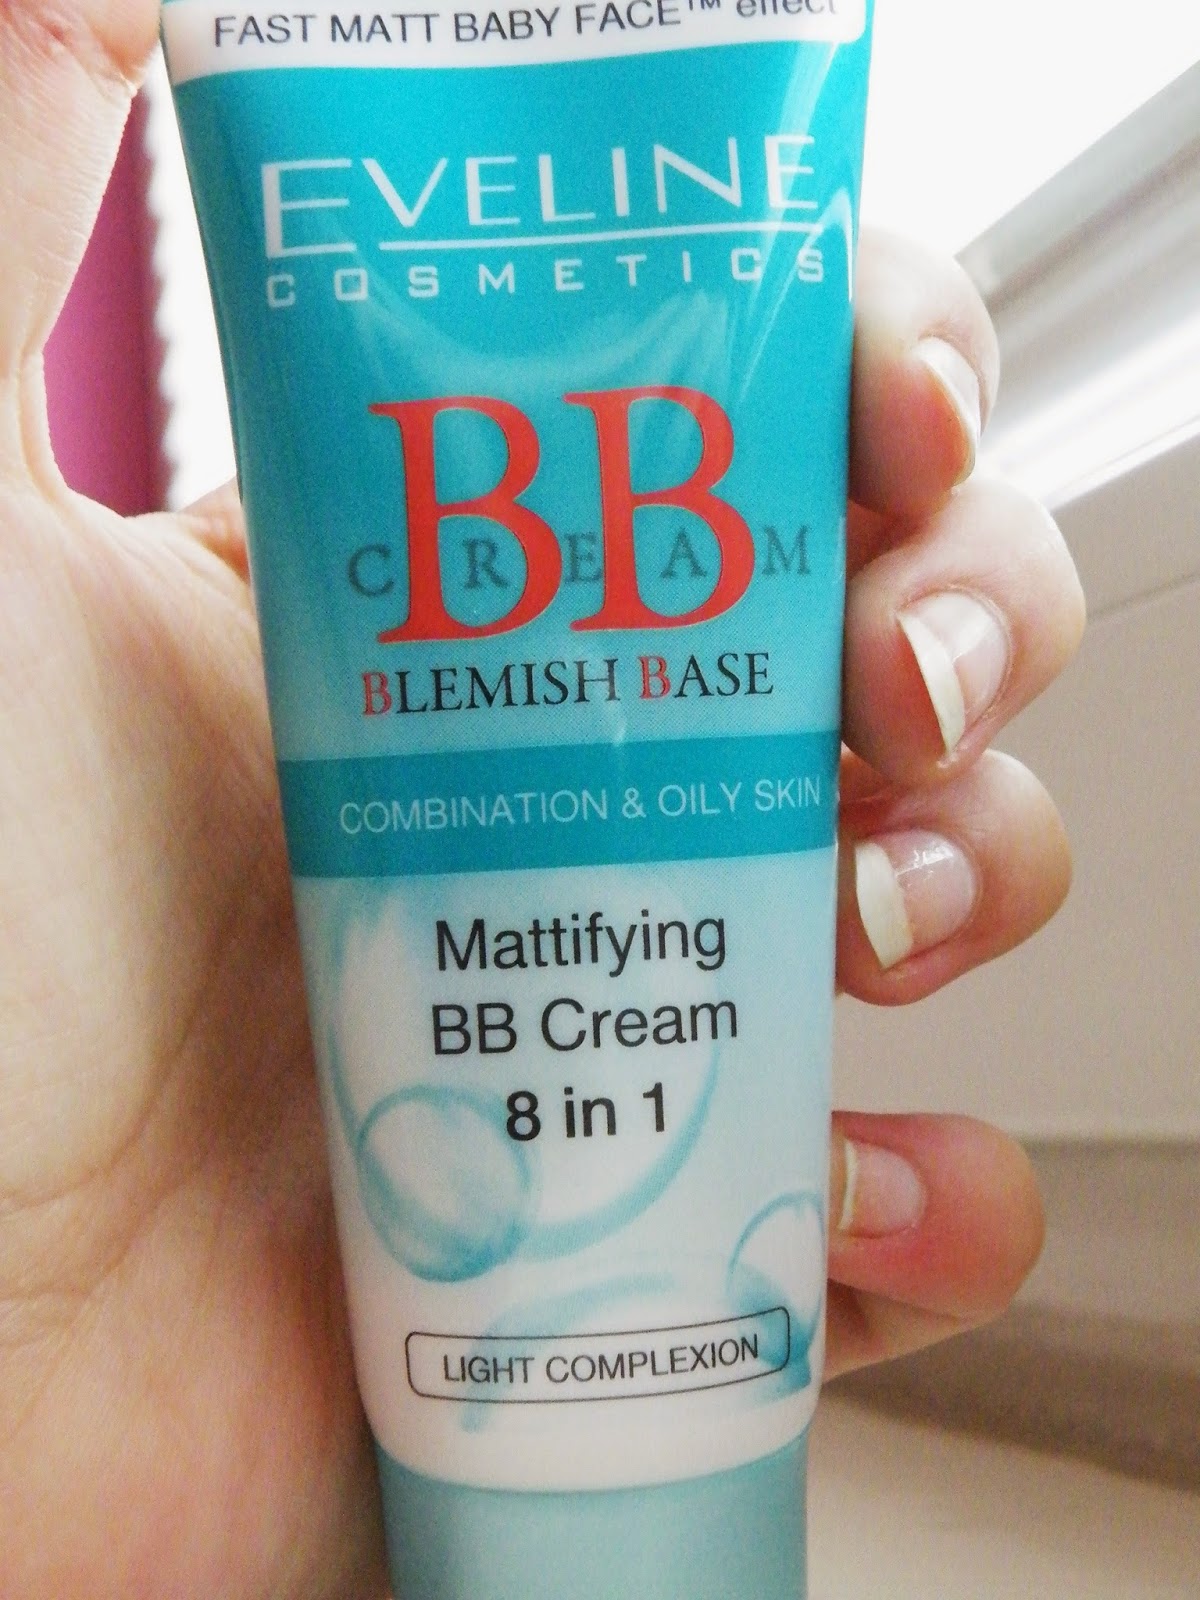 FAST MATT BABY FACE™ effect
EVELINE
COSMETICS
BB
CREAM
BLEMISH BASE
COMBINATION & OILY SKIN
Mattifying
BB Cream
8 in 1
LIGHT COMPLEXION